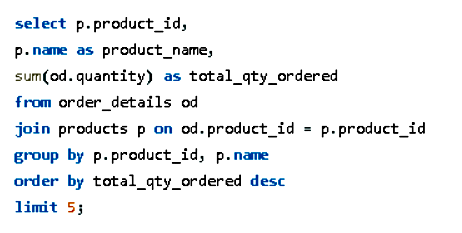 select p.product_id,
p.name as product_name,
sum(od.quantity) as total_qty_ordered
from order_details od
join products p on od.product_id = p.product_id
group by p.product_id, p.name
order by total_qty_ordered desc
limit 5;